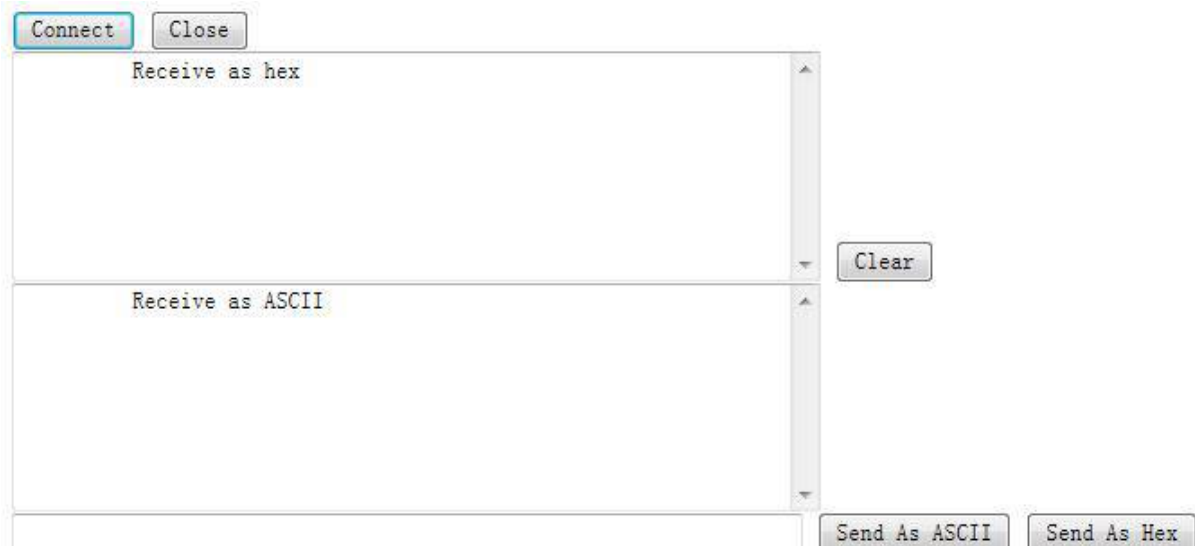 Connect Close
Receive as hex
Clear
Receive as ASCII
Send As ASCII Send As Hex